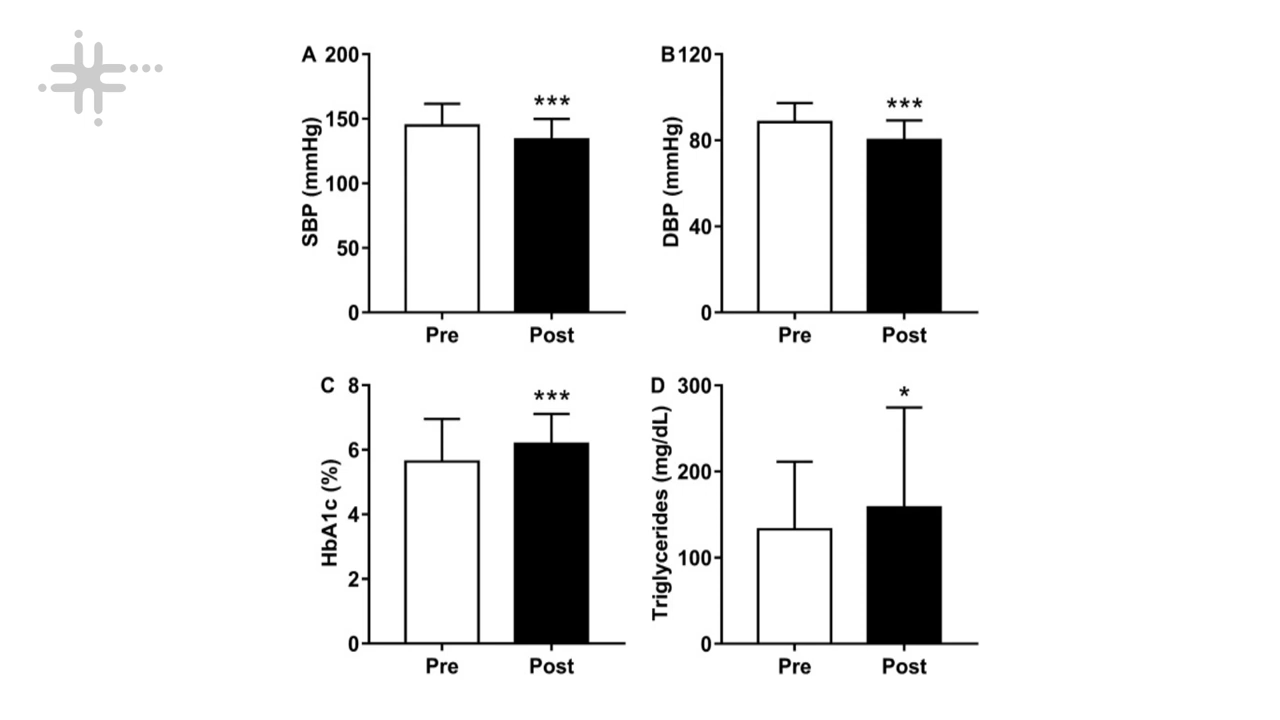 A
SBP (mmHg)
200
150
100
50
0
***
Pre
Post
B
DBP (mmHg)
120
80
40
0
***
Pre
Post
C
HbA1c (%)
8
6
4
2
0
***
Pre
Post
D
Triglycerides (mg/dL)
300
200
100
0
*
Pre
Post